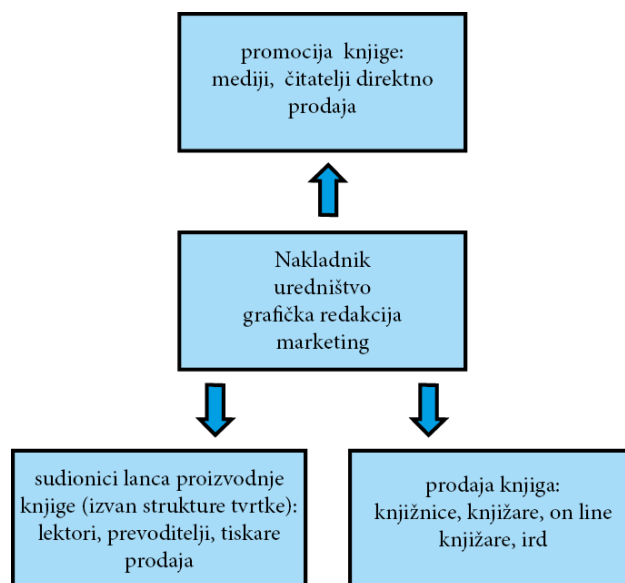 promocija knjige:
mediji, čitatelji direktno
prodaja
Nakladnik
uredništvo
grafička redakcija
marketing
sudionici lanca proizvodnje
knjige (izvan strukture tvrtke):
lektori, prevoditelji, tiskare
prodaja
prodaja knjiga:
knjižnice, knjižare, on line
knjižare, ird